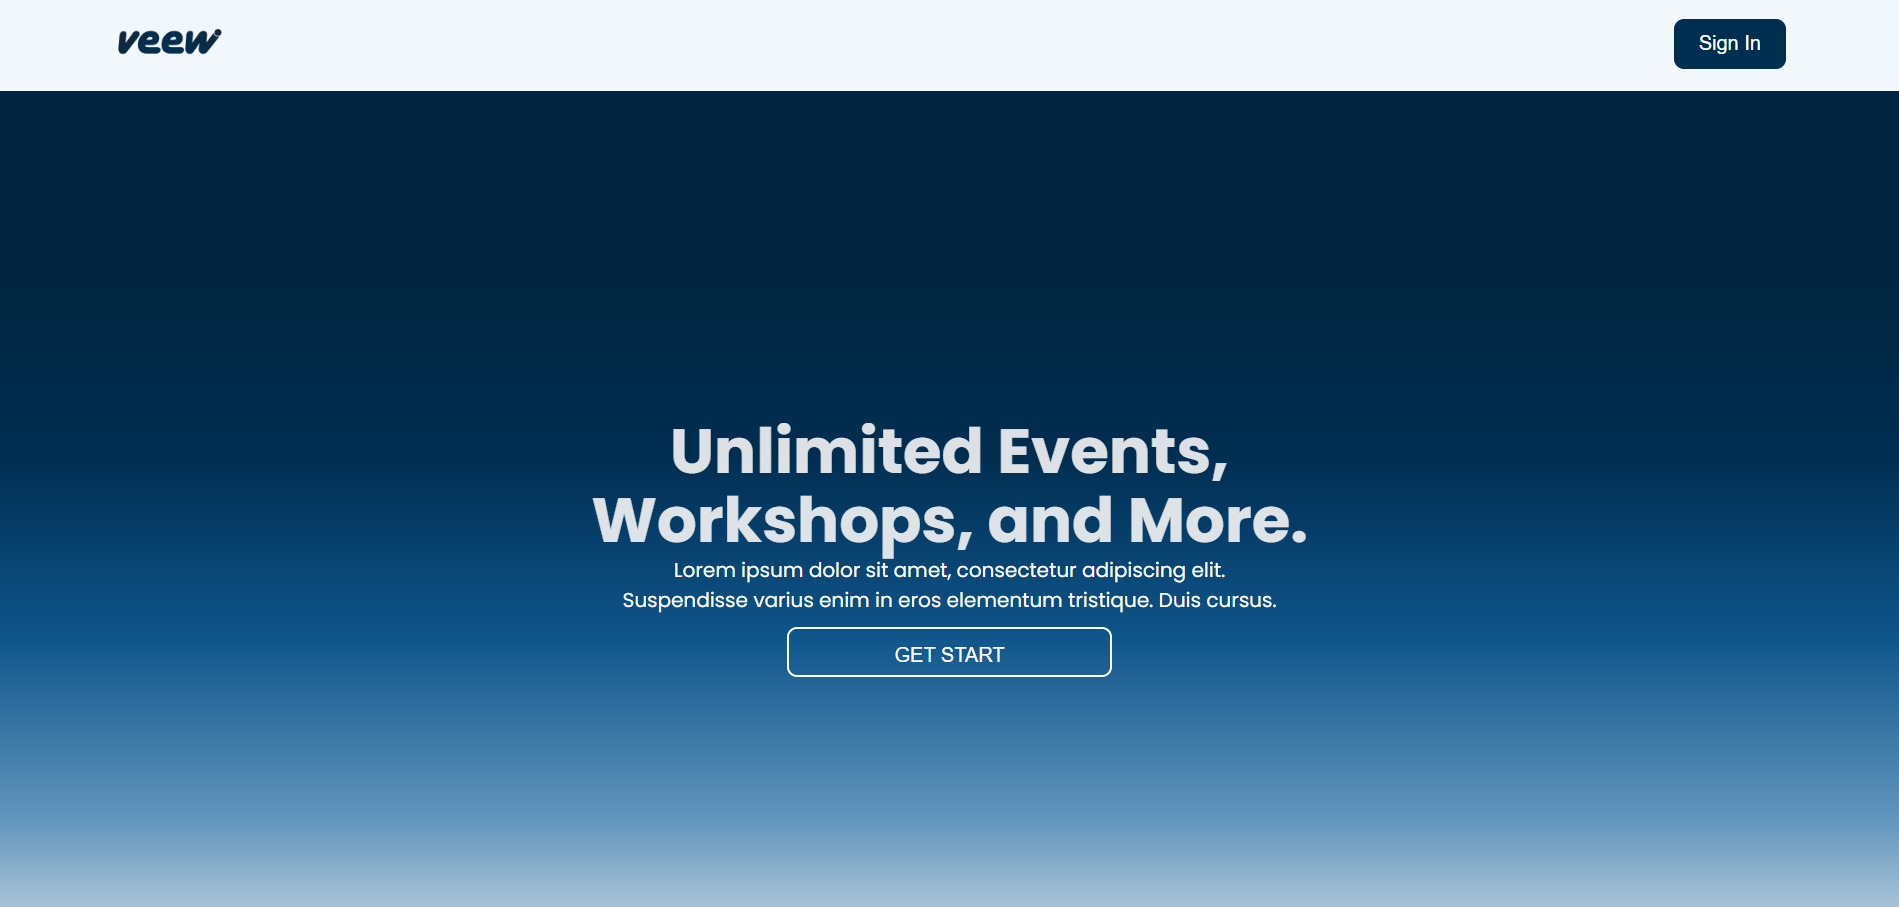 veew
Sign In
Unlimited Events,
Workshops, and More.
Lorem ipsum dolor sit amet, consectetur adipiscing elit.
Suspendisse varius enim in eros elementum tristique. Duis cursus.
GET START